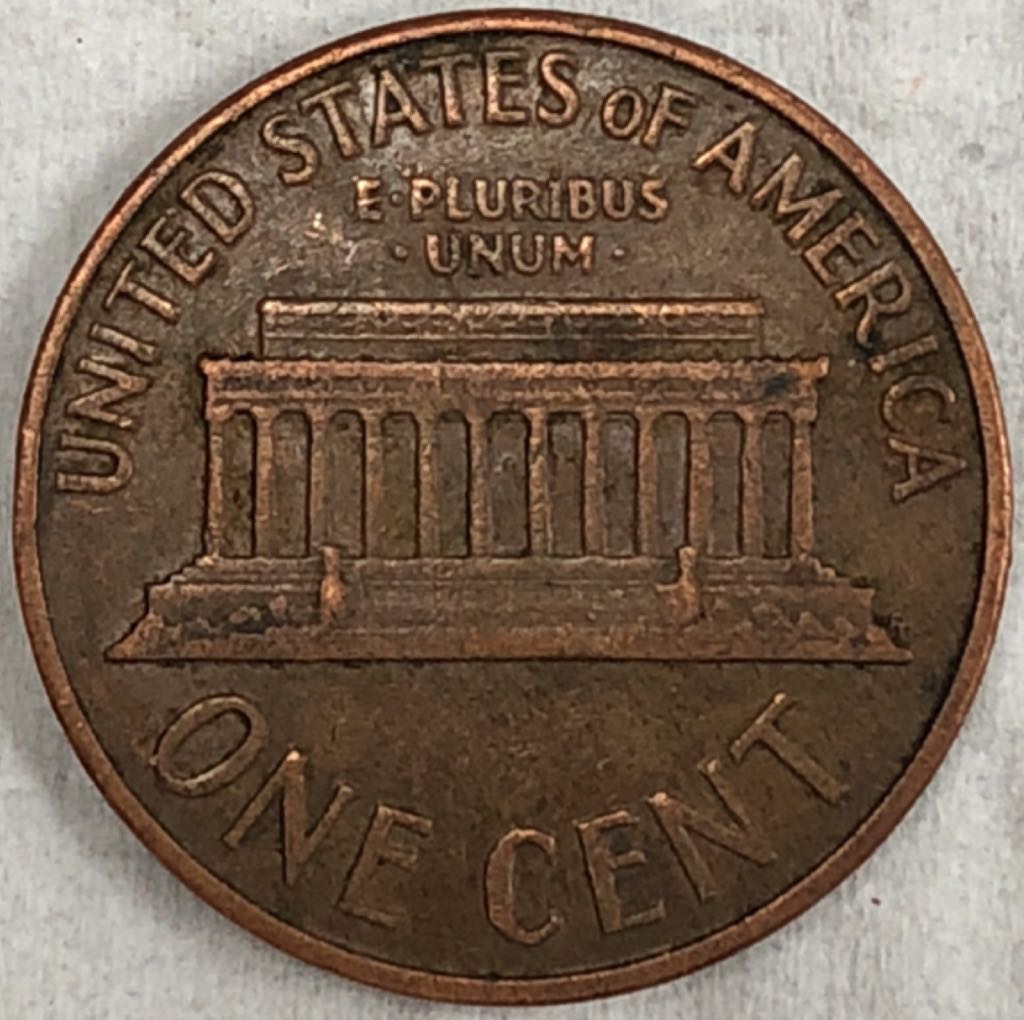 UNITED STATES OF AMERICA
E·PLURIBUS
·UNUM·
ONE CENT